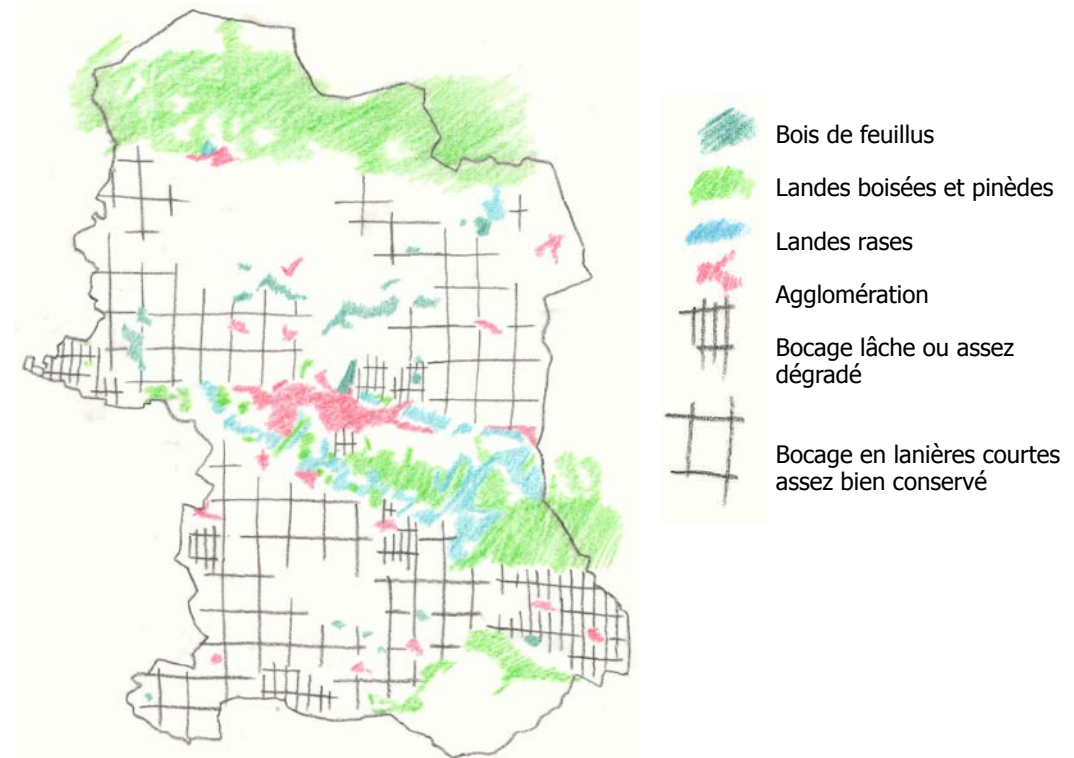 Bois de feuillus
Landes boisées et pinèdes
Landes rases
Agglomération
Bocage lâche ou assez
dégradé
Bocage en lanières courtes
assez bien conservé